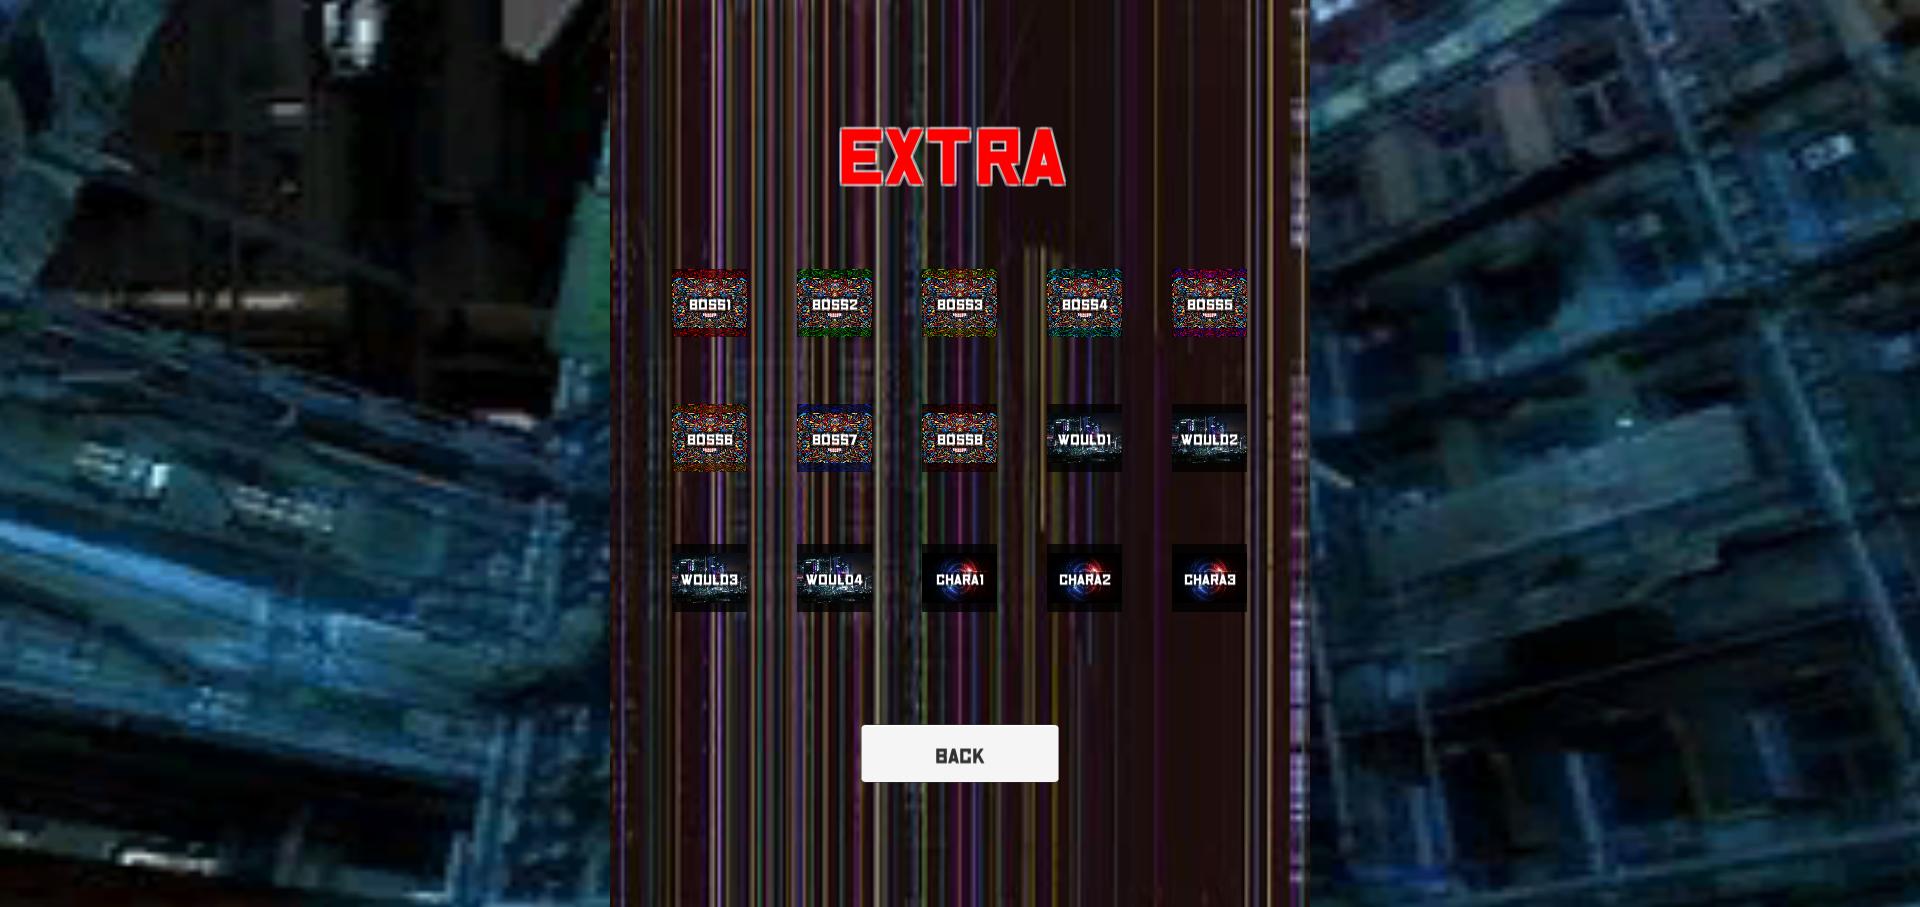 EXTRA
BOSS1 BOSS2 BOSS3 BOSS4 BOSS5
BOSS6 BOSS7 BOSS8 WOULD1 WOULD2
WOULD3 WOULD4 CHARA1 CHARA2 CHARA3
BACK